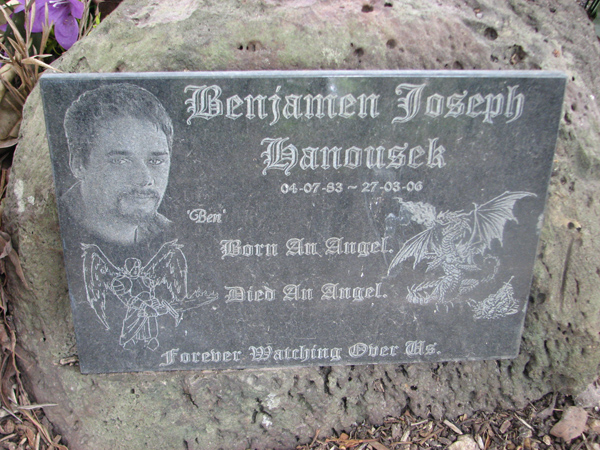 Benjamen Joseph
Hanousek
04-07-83 ~ 27-03-06
'Ben'
Born An Angel.
Died An Angel.
Forever Watching Over Us.